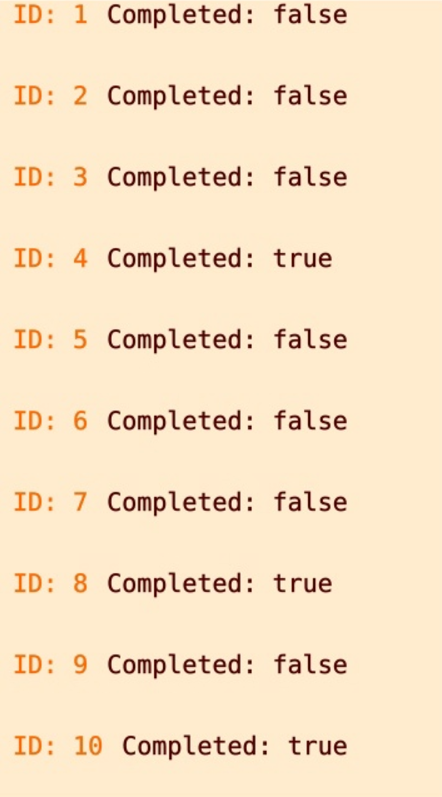 ID: 1 Completed: false
ID: 2 Completed: false
ID: 3 Completed: false
ID: 4 Completed: true
ID: 5 Completed: false
ID: 6 Completed: false
ID: 7 Completed: false
ID: 8 Completed: true
ID: 9 Completed: false
ID: 10 Completed: true